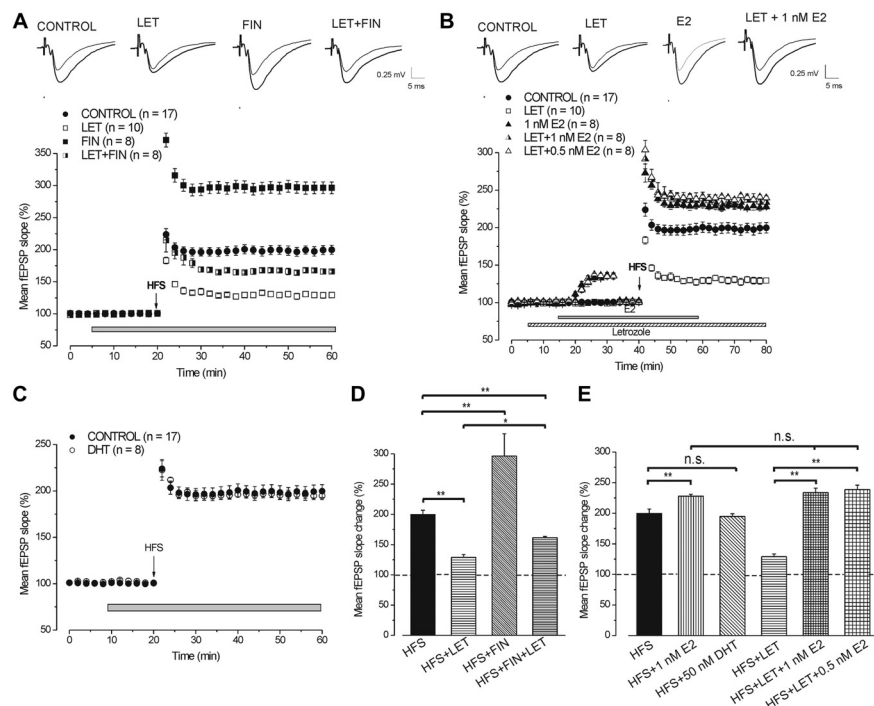 A
CONTROL
LET
FIN
LET+FIN
0.25 mV
5 ms
CONTROL (n = 17)
LET (n = 10)
FIN (n = 8)
LET+FIN (n = 8)
Mean fEPSP slope (%)
350
300
250
200
150
100
50
HFS
0 10 20 30 40 50 60
Time (min)
B
CONTROL
LET
E2
LET + 1 nM E2
0.25 mV
5 ms
CONTROL (n = 17)
LET (n = 10)
1 nM E2 (n = 8)
LET+1 nM E2 (n = 8)
LET+0.5 nM E2 (n = 8)
Mean fEPSP slope (%)
350
300
250
200
150
100
50
HFS
E2
Letrozole
0 10 20 30 40 50 60 70 80
Time (min)
C
CONTROL (n = 17)
DHT (n = 8)
Mean fEPSP slope (%)
250
200
150
100
50
HFS
0 10 20 30 40 50 60
Time (min)
D
Mean fEPSP slope change (%)
350
300
250
200
150
100
50
0
**
**
*
**
HFS
HFS+LET
HFS+FIN
HFS+FIN+LET
E
Mean fEPSP slope change (%)
350
300
250
200
150
100
50
0
n.s.
n.s.
**
**
**
HFS
HFS+1 nM E2
HFS+50 nM DHT
HFS+LET
HFS+LET+1 nM E2
HFS+LET+0.5 nM E2